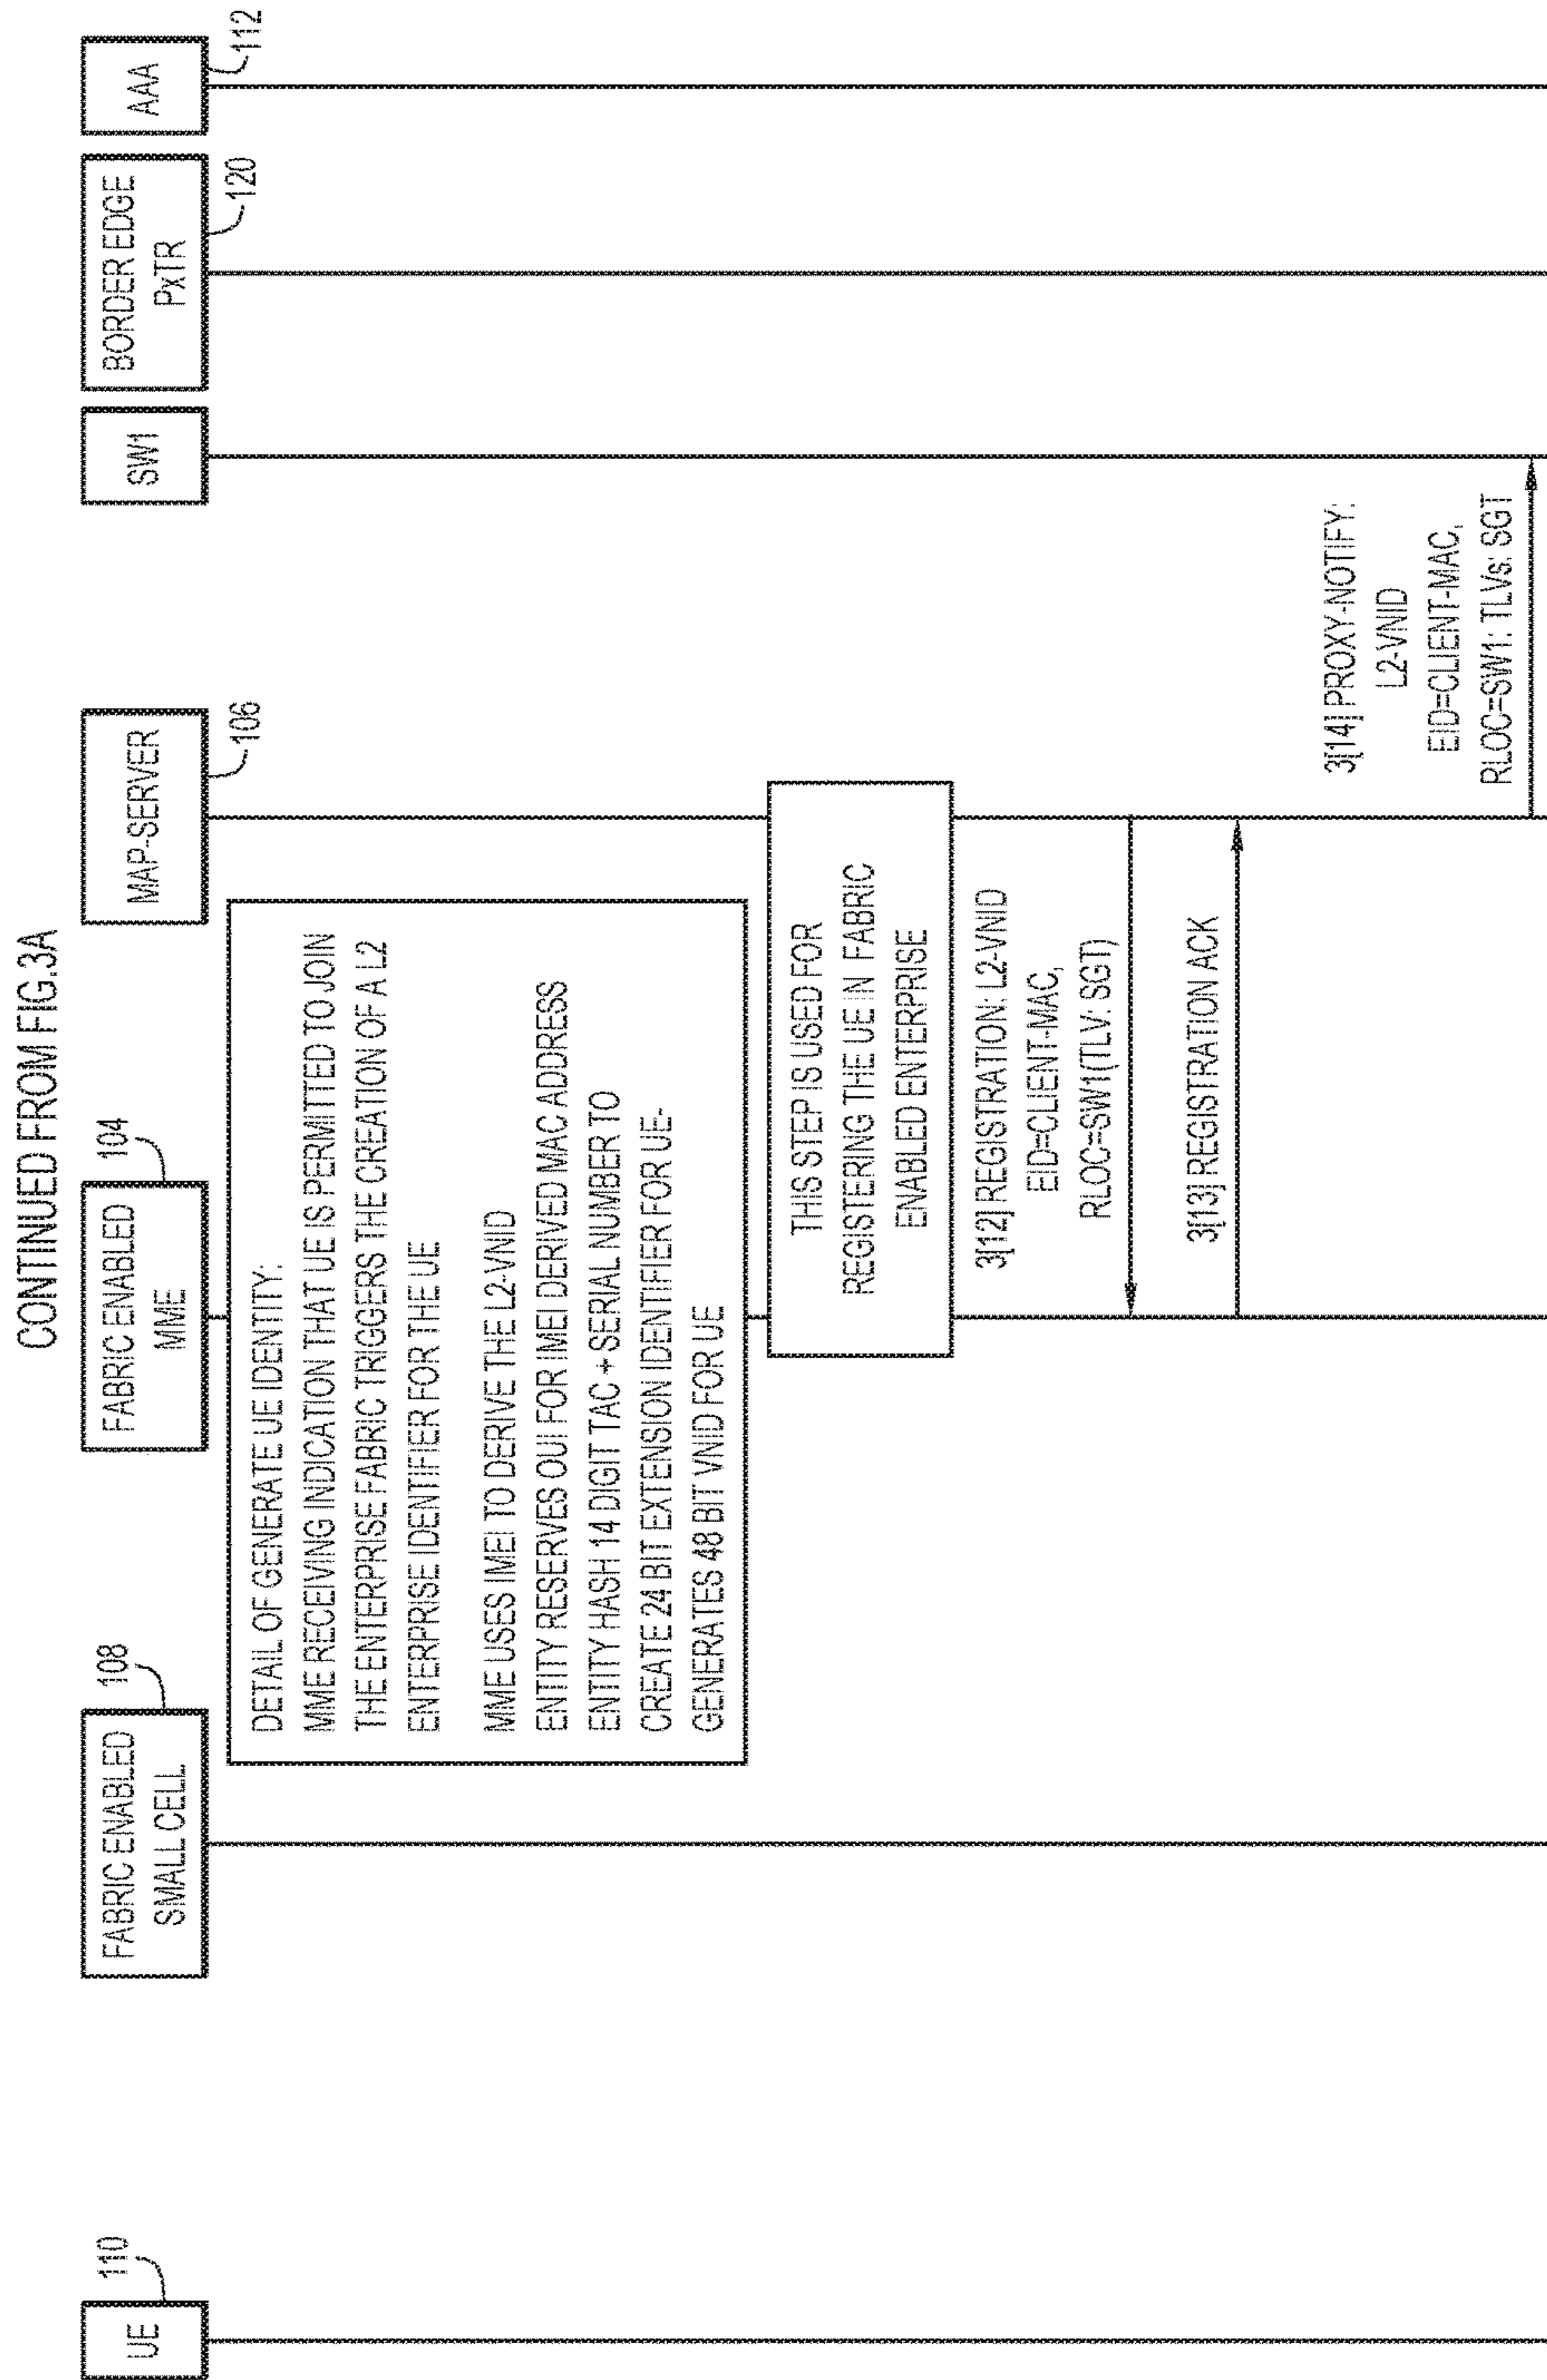 CONTINUED FROM FIG.3A
UE
110
FABRIC ENABLED
SMALL CELL
108
FABRIC ENABLED
MME
104
MAP-SERVER
106
SW1
BORDER EDGE
PxTR
120
AAA
112
DETAIL OF GENERATE UE IDENTITY:
MME RECEIVING INDICATION THAT UE IS PERMITTED TO JOIN
THE ENTERPRISE FABRIC TRIGGERS THE CREATION OF A L2
ENTERPRISE IDENTIFIER FOR THE UE
MME USES IMEI TO DERIVE THE L2-VNID
ENTITY RESERVES OUI FOR IMEI DERIVED MAC ADDRESS
ENTITY HASH 14 DIGIT TAC + SERIAL NUMBER TO
CREATE 24 BIT EXTENSION IDENTIFIER FOR UE-
GENERATES 48 BIT VNID FOR UE
THIS STEP IS USED FOR
REGISTERING THE UE IN FABRIC
ENABLED ENTERPRISE
3[12] REGISTRATION: L2-VNID
EID=CLIENT-MAC,
RLOC=SW1(TLV: SGT)
3[13] REGISTRATION ACK
3[14] PROXY-NOTIFY:
L2-VNID
EID=CLIENT-MAC,
RLOC=SW1: TLVs: SGT